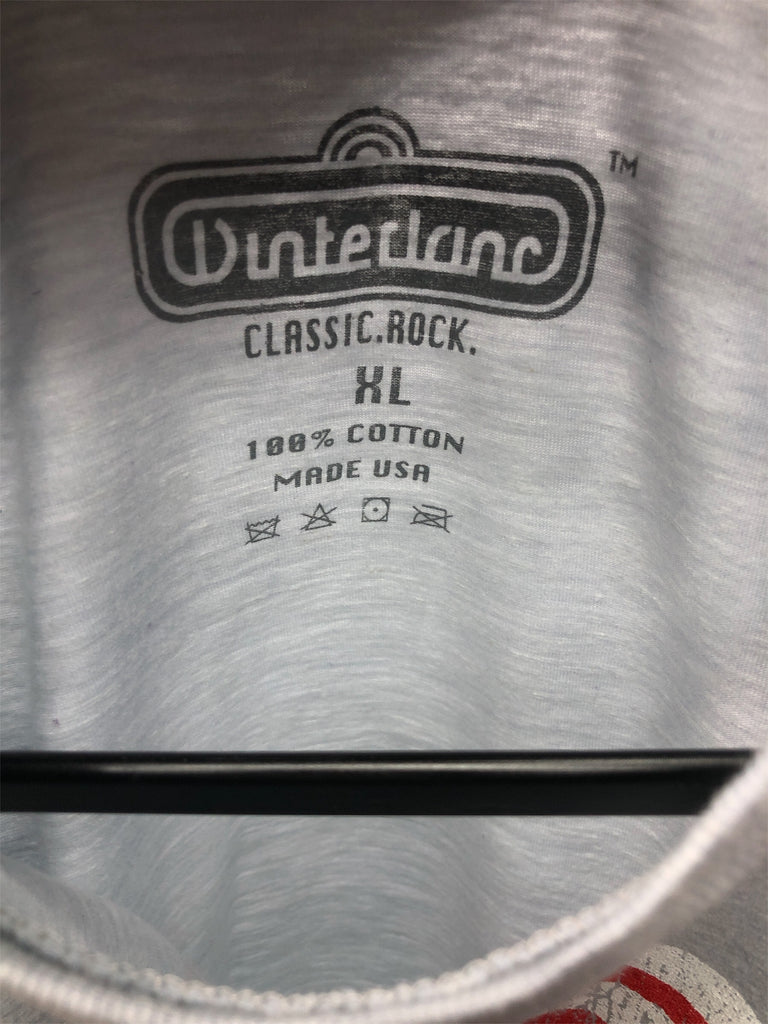 Winterland TM
CLASSIC.ROCK.
XL
100% COTTON
MADE USA